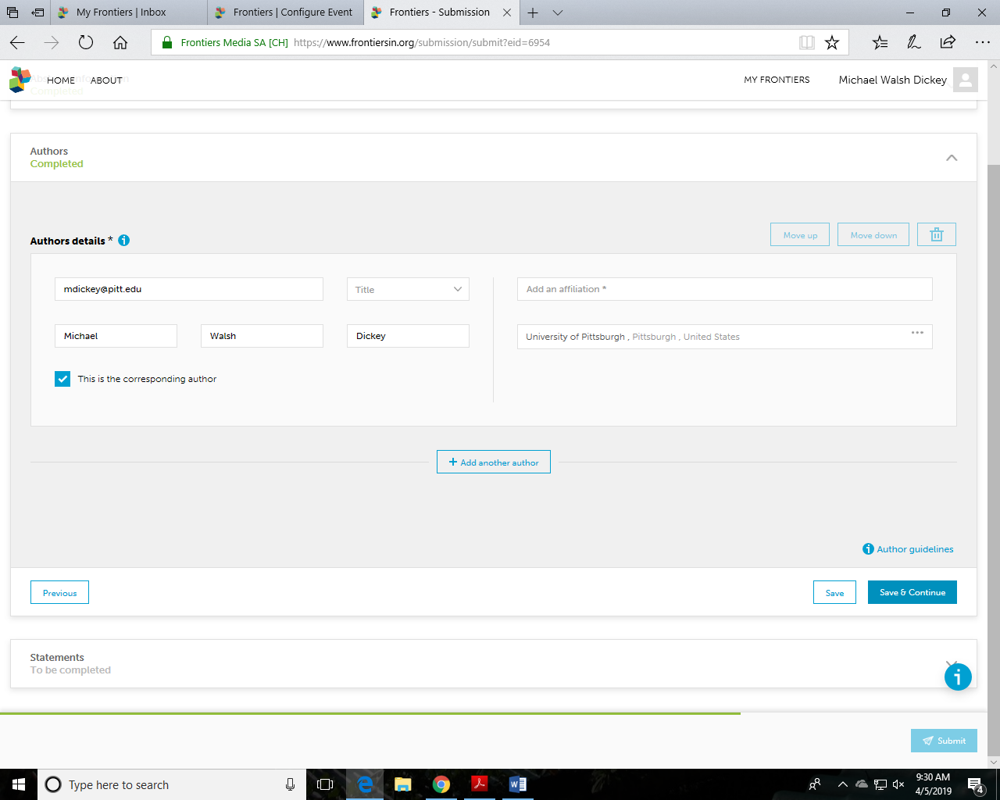 My Frontiers | Inbox
Frontiers | Configure Event
Frontiers - Submission
Frontiers Media SA [CH]
https://www.frontiersin.org/submission/submit?eid=6954
HOME
ABOUT
MY FRONTIERS
Michael Walsh Dickey
Completed
Authors
Completed
Authors details *
Move up
Move down
mdickey@pitt.edu
Title
Add an affiliation *
Michael
Walsh
Dickey
University of Pittsburgh , Pittsburgh , United States
This is the corresponding author
+ Add another author
Author guidelines
Previous
Save
Save & Continue
Statements
To be completed
Submit
Type here to search
9:30 AM
4/5/2019
4